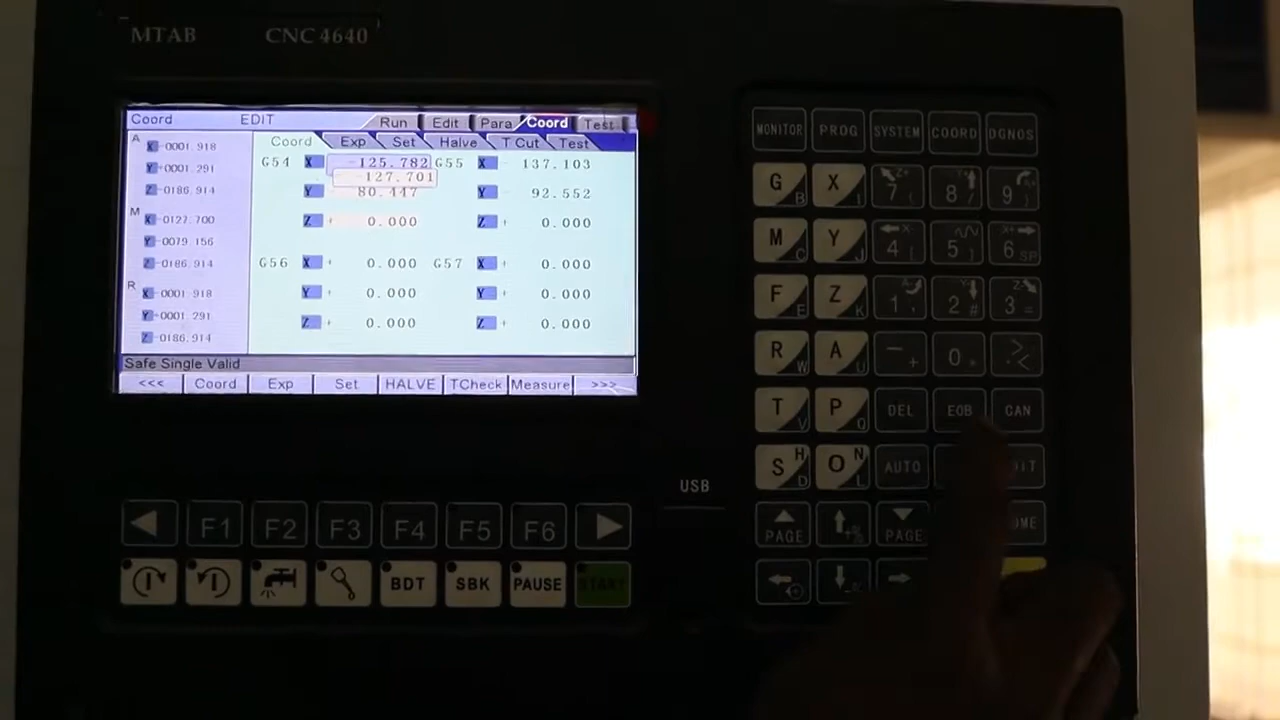 MTAB CNC4640
Coord EDIT Run Edit Para Coord Test
Coord Exp Set Halve T Cut Test
A X -0001.918
Y -0001.291
Z -0186.914
M X -0127.700
Y -0079.156
Z -0186.914
R X -0001.918
Y -0001.291
Z -0186.914
G54 X -125.782 G55 X - 137.103
-127.701
Y 80.447 Y 92.552
Z + 0.000 Z + 0.000
G56 X + 0.000 G57 X + 0.000
Y + 0.000 Y + 0.000
Z + 0.000 Z + 0.000
Safe Single Valid
<<< Coord Exp Set HALVE TCheck Measure >>>
F1 F2 F3 F4 F5 F6
BDT SBK PAUSE START
USB
MONITOR PROG SYSTEM COORD DGNOS
G B X I 7 8 9
M C Y J 4 [ X- 5 ] 6 SP X+
F E Z K 1 , 2 # 3 =
R W A U - + 0 * . > <
T V P Q DEL EOB CAN
S H D O N L AUTO
PAGE % PAGE